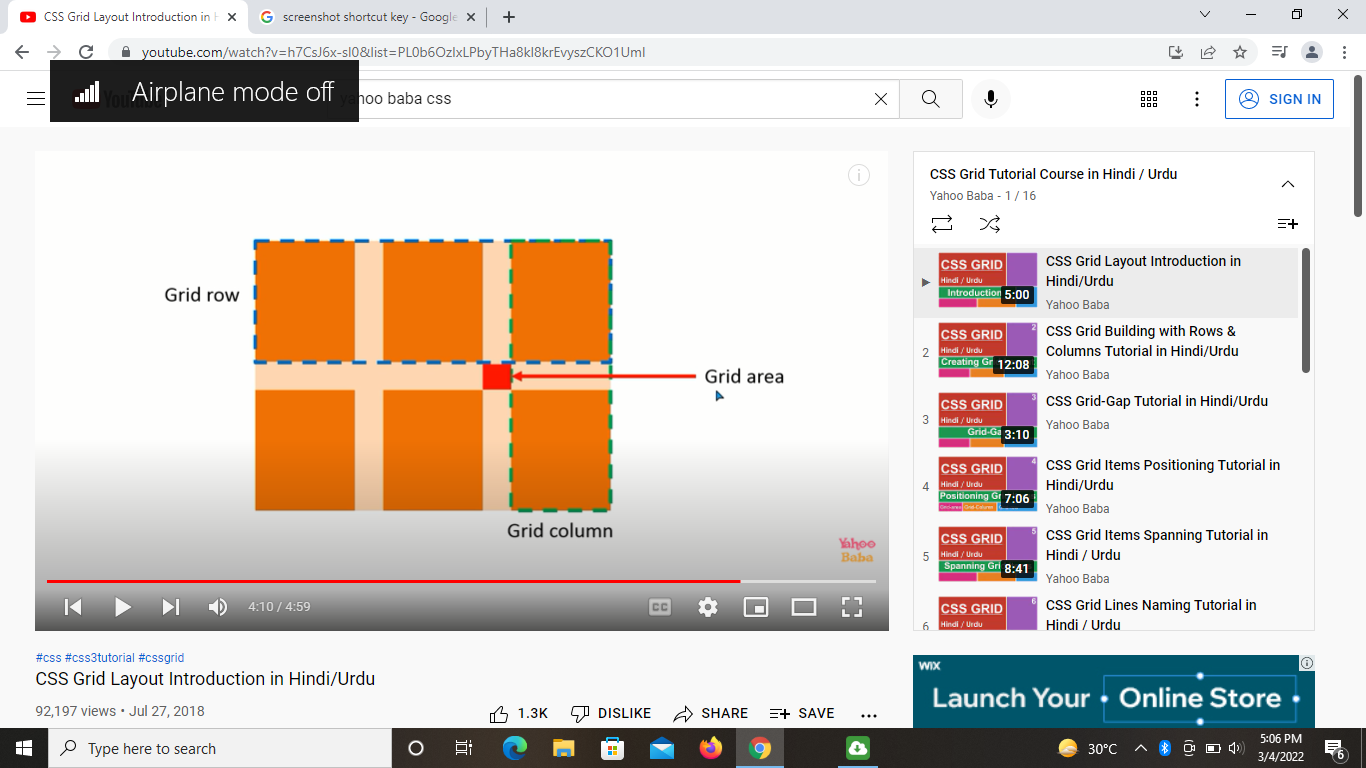 CSS Grid Layout Introduction in H
screenshot shortcut key - Google
youtube.com/watch?v=h7CsJ6x-sl0&list=PL0b6OzIxLPbyTHa8kI8krEvyszCKO1UmI
Airplane mode off
yahoo baba css
SIGN IN
Grid row
Grid area
Grid column
Yahoo
Baba
4:10 / 4:59
CC
CSS Grid Tutorial Course in Hindi / Urdu
Yahoo Baba - 1 / 16
CSS GRID
Hindi / Urdu
Introduction
5:00
CSS Grid Layout Introduction in
Hindi/Urdu
Yahoo Baba
2
CSS GRID
2
Hindi / Urdu
Creating Gr
12:08
CSS Grid Building with Rows &
Columns Tutorial in Hindi/Urdu
Yahoo Baba
3
CSS GRID
3
Hindi / Urdu
Grid-Ga
3:10
CSS Grid-Gap Tutorial in Hindi/Urdu
Yahoo Baba
4
CSS GRID
4
Hindi / Urdu
Positioning Gr
7:06
CSS Grid Items Positioning Tutorial in
Hindi/Urdu
Yahoo Baba
5
CSS GRID
5
Hindi / Urdu
Spanning Gri
8:41
CSS Grid Items Spanning Tutorial in
Hindi / Urdu
Yahoo Baba
6
CSS GRID
6
Hindi / Urdu
CSS Grid Lines Naming Tutorial in
Hindi / Urdu
#css #css3tutorial #cssgrid
CSS Grid Layout Introduction in Hindi/Urdu
92,197 views • Jul 27, 2018
1.3K
DISLIKE
SHARE
SAVE
WIX
Launch Your Online Store
Type here to search
30°C
5:06 PM
3/4/2022
6